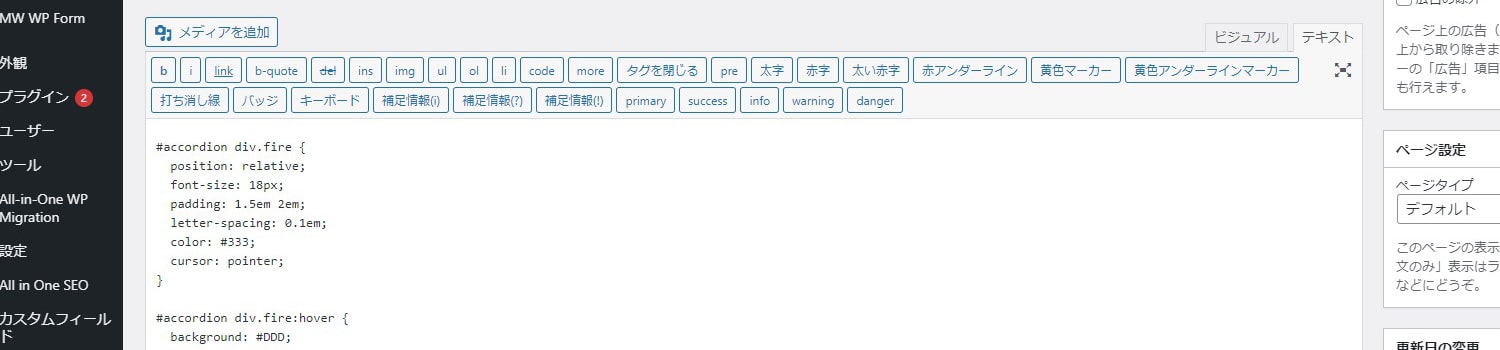 MW WP Form
外観
プラグイン 2
ユーザー
ツール
All-in-One WP
Migration
設定
All in One SEO
カスタムフィール
ド
メディアを追加
ビジュアル テキスト
b i link b-quote del ins img ul ol li code more タグを閉じる pre 太字 赤字 太い赤字 赤アンダーライン 黄色マーカー 黄色アンダーラインマーカー
打ち消し線 バッジ キーボード 補足情報(i) 補足情報(?) 補足情報(!) primary success info warning danger
#accordion div.fire {
position: relative;
font-size: 18px;
padding: 1.5em 2em;
letter-spacing: 0.1em;
color: #333;
cursor: pointer;
}
#accordion div.fire:hover {
background: #DDD;
広告の除外
ページ上の広告（
上から取り除きま
ーの「広告」項目
も行えます。
ページ設定
ページタイプ
デフォルト
このページの表示
文のみ」表示はラ
などにどうぞ。
更新日の変更